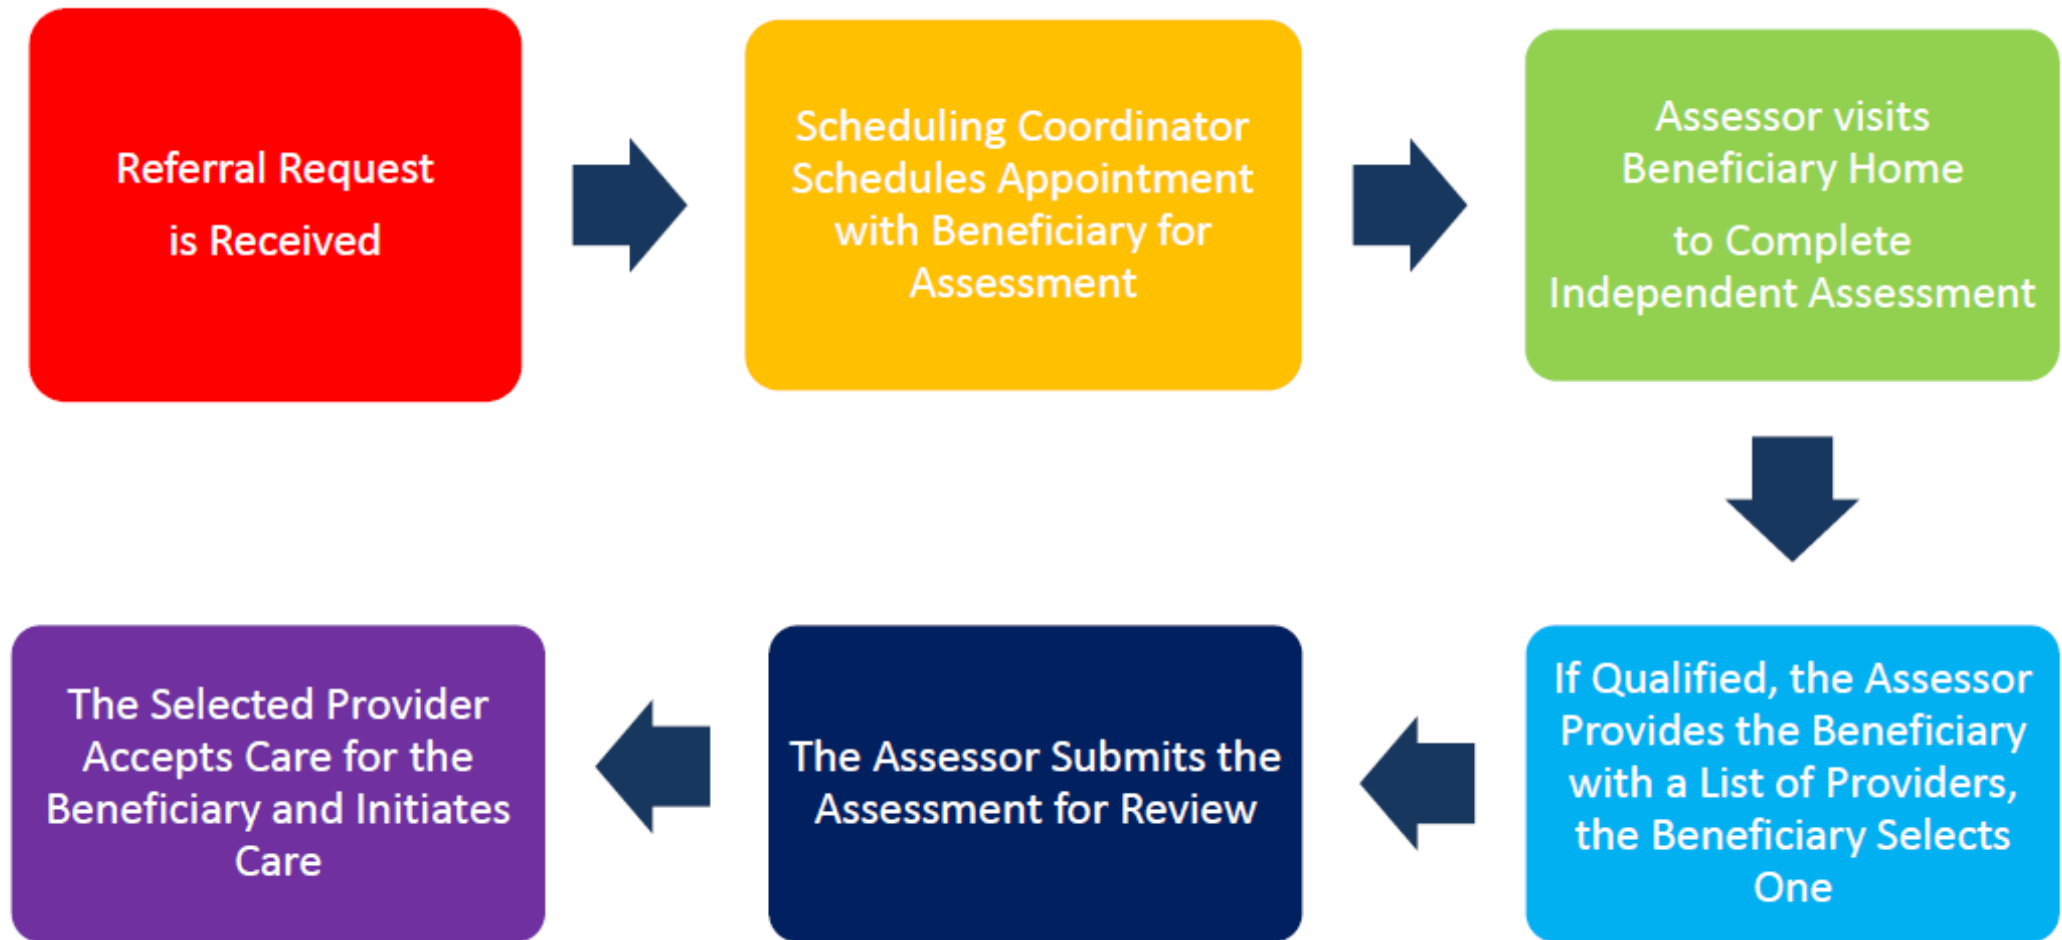 Referral Request
is Received
Scheduling Coordinator
Schedules Appointment
with Beneficiary for
Assessment
Assessor visits
Beneficiary Home
to Complete
Independent Assessment
If Qualified, the Assessor
Provides the Beneficiary
with a List of Providers,
the Beneficiary Selects
One
The Assessor Submits the
Assessment for Review
The Selected Provider
Accepts Care for the
Beneficiary and Initiates
Care